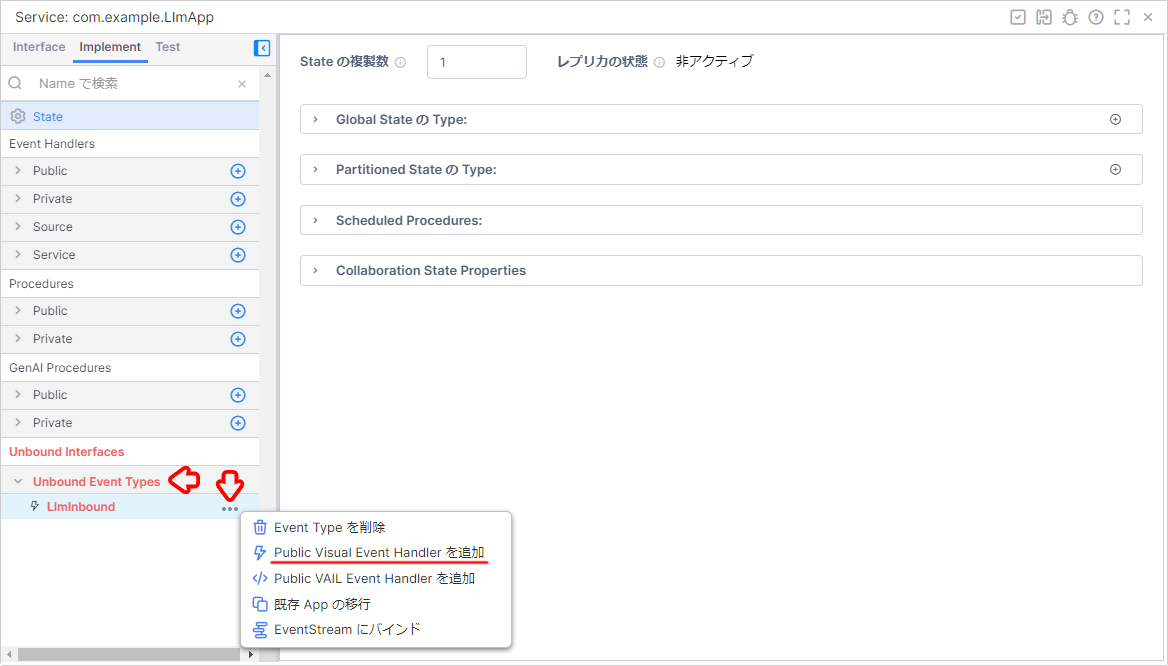 Service: com.example.LlmApp
Interface Implement Test
Name で検索
State
Event Handlers
Public
Private
Source
Service
Procedures
Public
Private
GenAI Procedures
Public
Private
Unbound Interfaces
Unbound Event Types
LlmInbound
State の複製数 1 レプリカの状態 非アクティブ
Global State の Type:
Partitioned State の Type:
Scheduled Procedures:
Collaboration State Properties
Event Type を削除
Public Visual Event Handler を追加
Public VAIL Event Handler を追加
既存 App の移行
EventStream にバインド